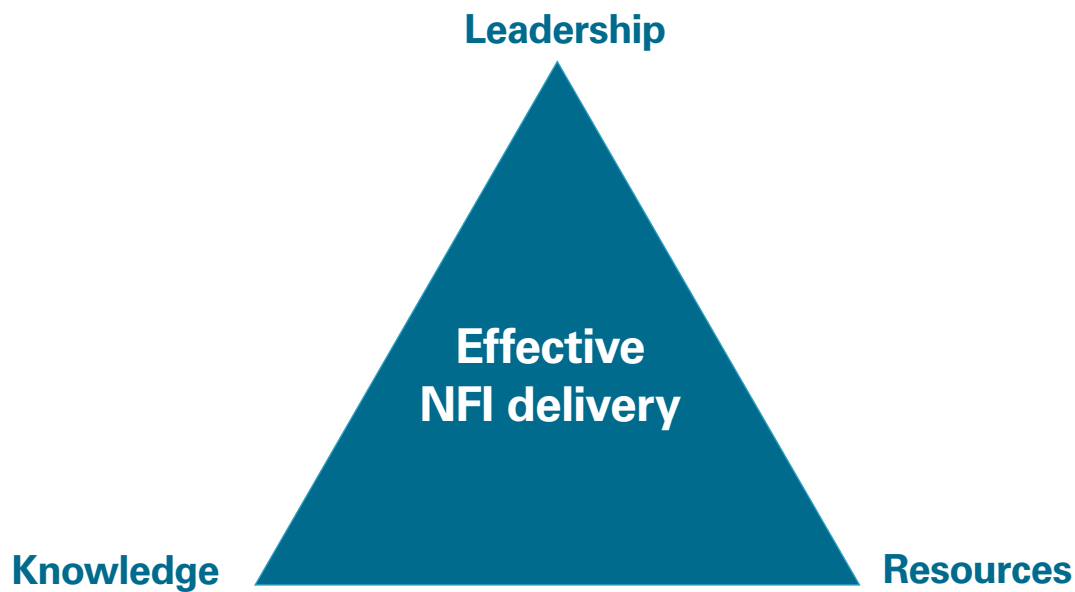 Leadership
Effective
NFI delivery
Knowledge
Resources